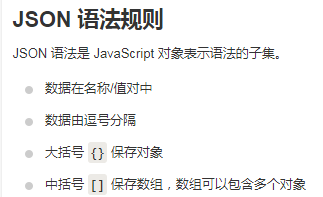 JSON 语法规则
JSON 语法是 JavaScript 对象表示语法的子集。
数据在名称/值对中
数据由逗号分隔
大括号 {} 保存对象
中括号 [] 保存数组，数组可以包含多个对象